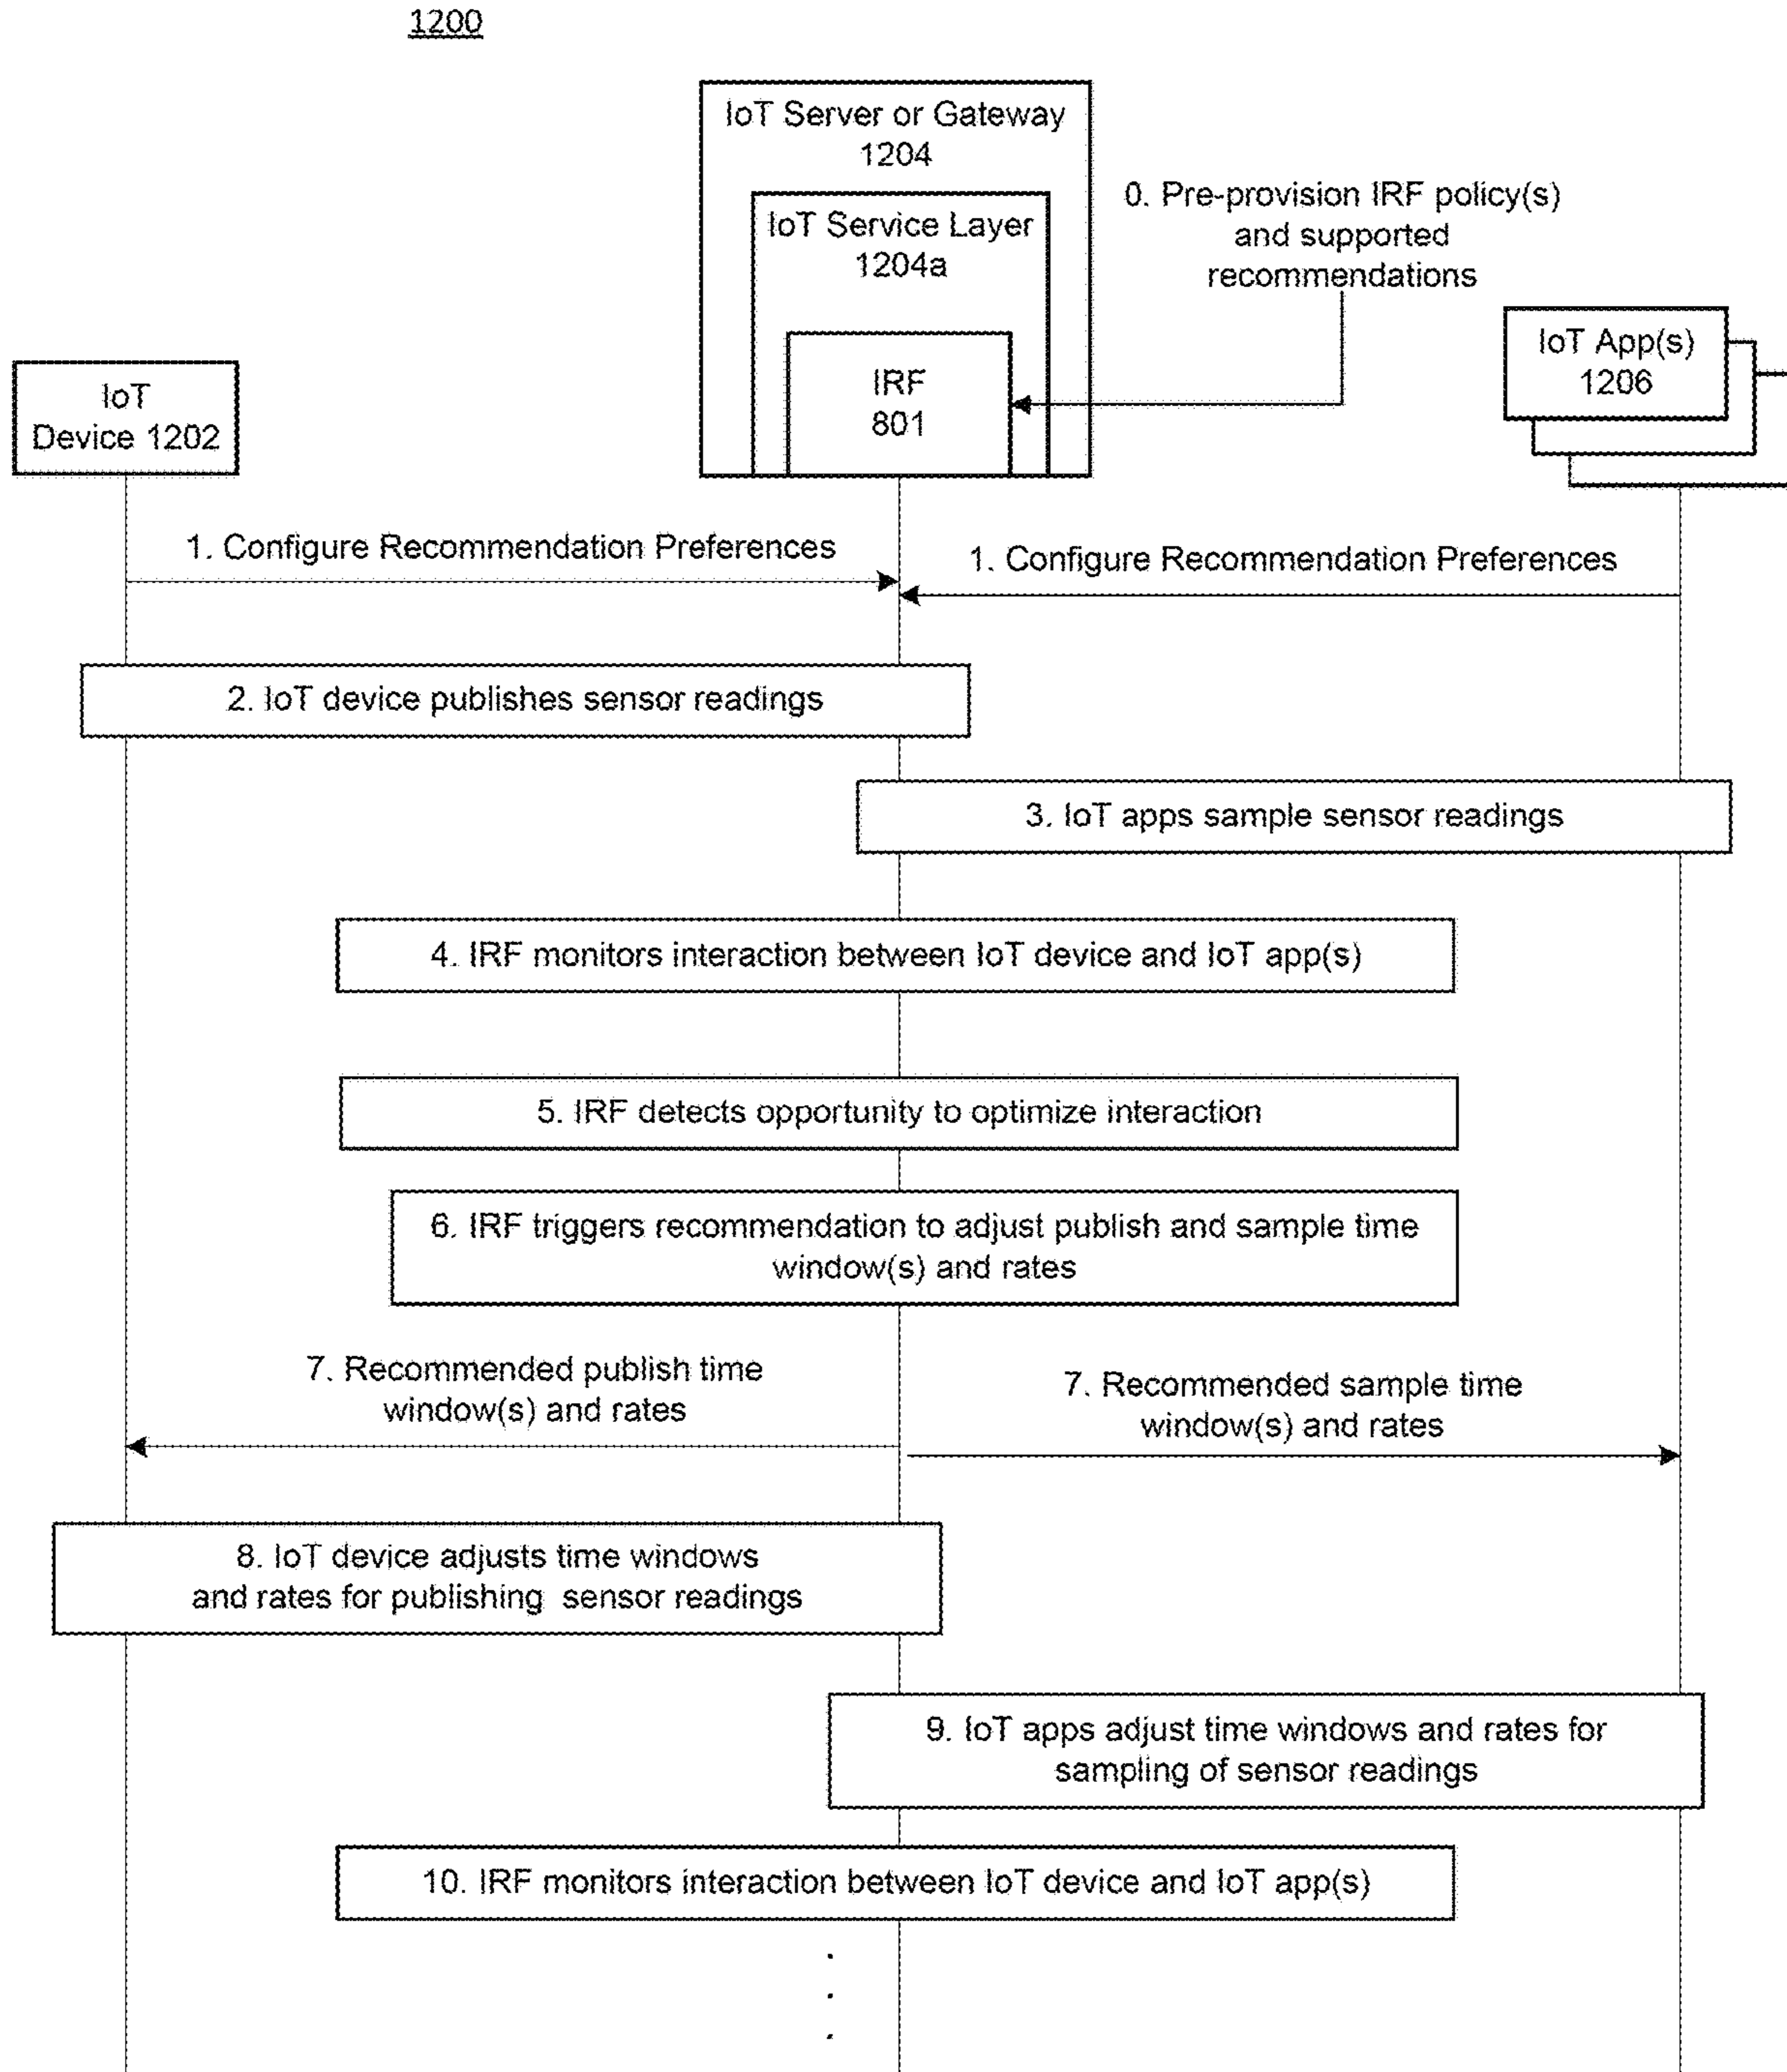 1200
IoT Server or Gateway
1204
IoT Service Layer
1204a
IRF
801
0. Pre-provision IRF policy(s)
and supported
recommendations
IoT App(s)
1206
IoT
Device 1202
1. Configure Recommendation Preferences
1. Configure Recommendation Preferences
2. IoT device publishes sensor readings
3. IoT apps sample sensor readings
4. IRF monitors interaction between IoT device and IoT app(s)
5. IRF detects opportunity to optimize interaction
6. IRF triggers recommendation to adjust publish and sample time
window(s) and rates
7. Recommended publish time
window(s) and rates
7. Recommended sample time
window(s) and rates
8. IoT device adjusts time windows
and rates for publishing sensor readings
9. IoT apps adjust time windows and rates for
sampling of sensor readings
10. IRF monitors interaction between IoT device and IoT app(s)